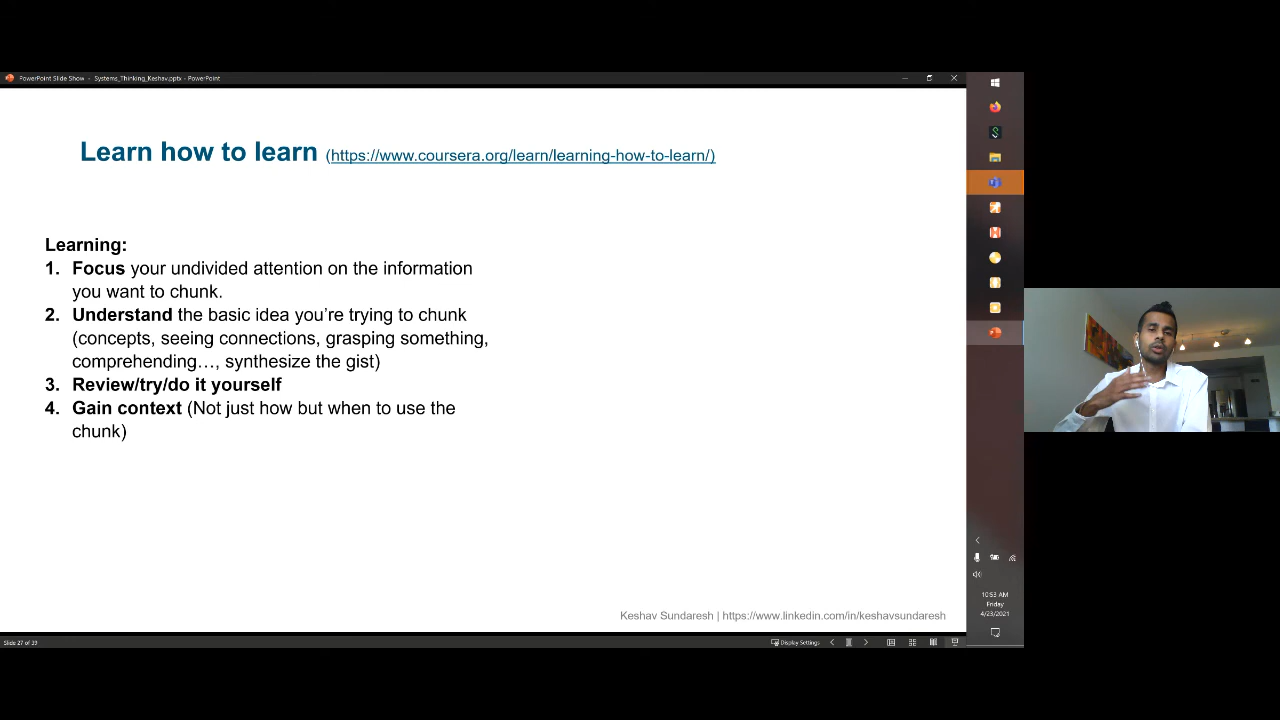 PowerPoint Slide Show - Systems_Thinking_Keshav.pptx - PowerPoint
Learn how to learn (https://www.coursera.org/learn/learning-how-to-learn/)
Learning:
1. Focus your undivided attention on the information
you want to chunk.
2. Understand the basic idea you're trying to chunk
(concepts, seeing connections, grasping something,
comprehending…, synthesize the gist)
3. Review/try/do it yourself
4. Gain context (Not just how but when to use the
chunk)
10:53 AM
Friday
4/23/2021
Keshav Sundaresh | https://www.linkedin.com/in/keshavsundaresh
Slide 27 of 39
Display Settings